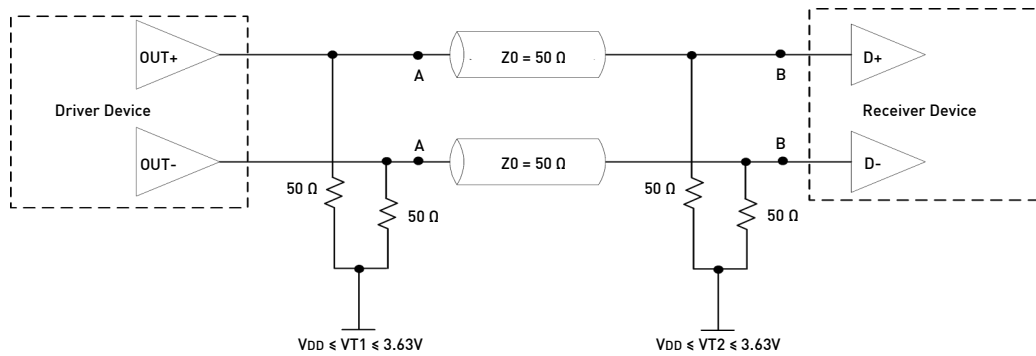 OUT+
A
Z0 = 50 Ω
B
D+
Driver Device
Receiver Device
OUT-
A
Z0 = 50 Ω
B
D-
50 Ω
50 Ω
50 Ω
50 Ω
VDD ≤ VT1 ≤ 3.63V
VDD ≤ VT2 ≤ 3.63V